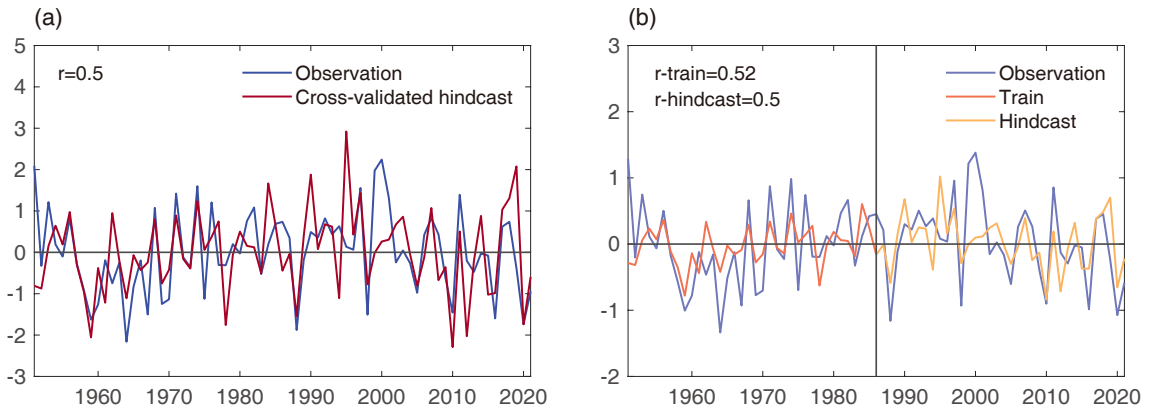 (a)
5
4
3
2
1
0
-1
-2
-3
r=0.5
Observation
Cross-validated hindcast
1960 1970 1980 1990 2000 2010 2020
(b)
3
2
1
0
-1
-2
r-train=0.52
r-hindcast=0.5
Observation
Train
Hindcast
1960 1970 1980 1990 2000 2010 2020